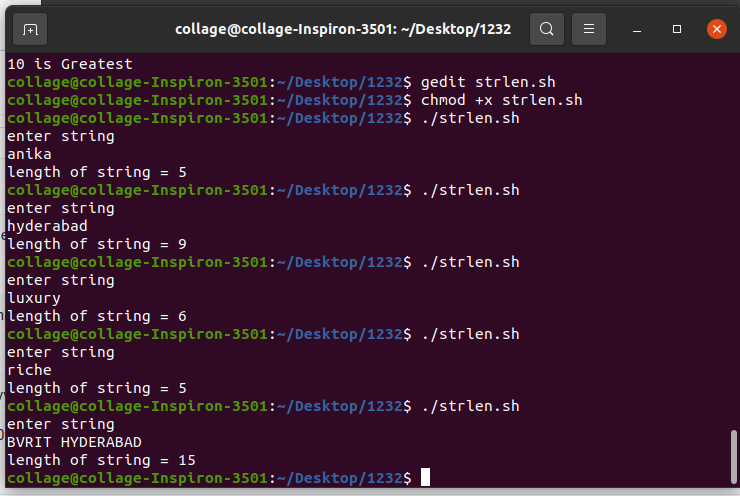 collage@collage-Inspiron-3501: ~/Desktop/1232
10 is Greatest
collage@collage-Inspiron-3501:~/Desktop/1232$ gedit strlen.sh
collage@collage-Inspiron-3501:~/Desktop/1232$ chmod +x strlen.sh
collage@collage-Inspiron-3501:~/Desktop/1232$ ./strlen.sh
enter string
anika
length of string = 5
collage@collage-Inspiron-3501:~/Desktop/1232$ ./strlen.sh
enter string
hyderabad
length of string = 9
collage@collage-Inspiron-3501:~/Desktop/1232$ ./strlen.sh
enter string
luxury
length of string = 6
collage@collage-Inspiron-3501:~/Desktop/1232$ ./strlen.sh
enter string
riche
length of string = 5
collage@collage-Inspiron-3501:~/Desktop/1232$ ./strlen.sh
enter string
BVRIT HYDERABAD
length of string = 15
collage@collage-Inspiron-3501:~/Desktop/1232$